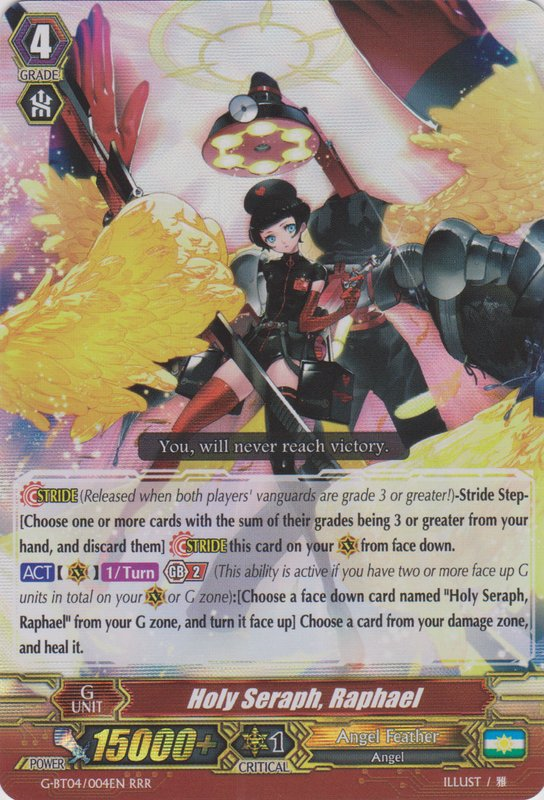 4
GRADE
You, will never reach victory.
STRIDE (Released when both players' vanguards are grade 3 or greater!)-Stride Step-
[Choose one or more cards with the sum of their grades being 3 or greater from your
hand, and discard them] STRIDE this card on your V from face down.
ACT【V】1/Turn GB 2 (This ability is active if you have two or more face up G
units in total on your V or G zone):[Choose a face down card named "Holy Seraph,
Raphael" from your G zone, and turn it face up] Choose a card from your damage zone,
and heal it.
G UNIT
Holy Seraph, Raphael
POWER 15000+
1 CRITICAL
Angel Feather
Angel
G-BT04/004EN RRR
ILLUST / 雅